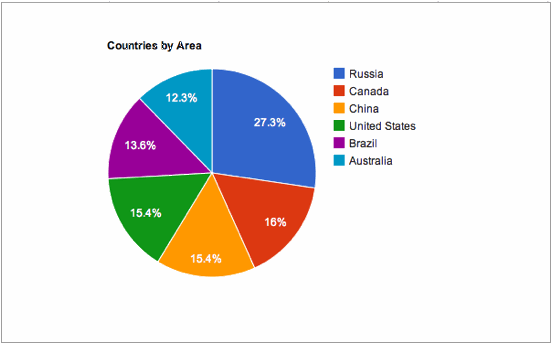 Countries by Area
Russia
Canada
China
United States
Brazil
Australia
27.3%
16%
15.4%
15.4%
13.6%
12.3%